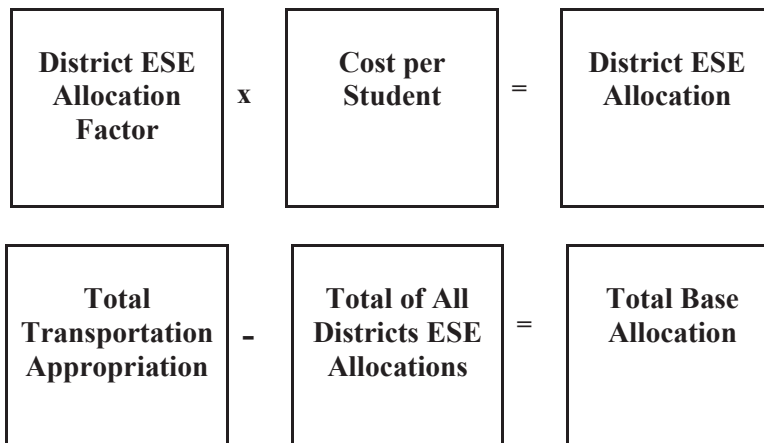 District ESE
Allocation
Factor
x
Cost per
Student
=
District ESE
Allocation
Total
Transportation
Appropriation
-
Total of All
Districts ESE
Allocations
=
Total Base
Allocation